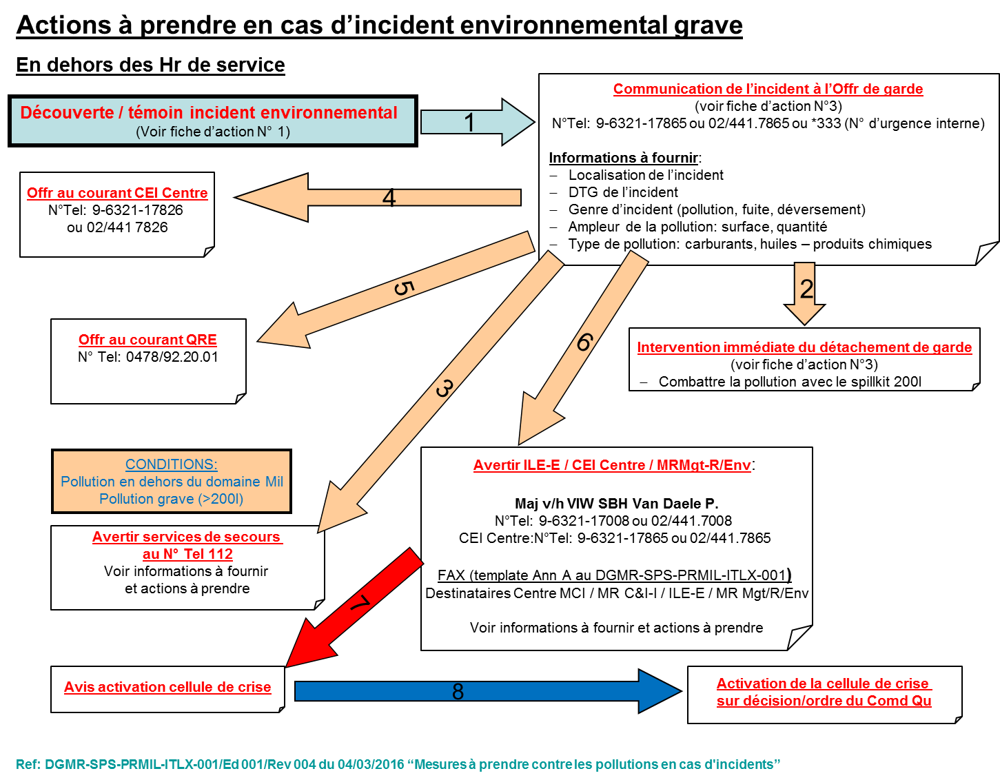 Actions à prendre en cas d’incident environnemental grave
En dehors des Hr de service
Découverte / témoin incident environnemental
(Voir fiche d’action N° 1)
1
Communication de l’incident à l’Offr de garde
(voir fiche d’action N°3)
N°Tel: 9-6321-17865 ou 02/441.7865 ou *333 (N° d’urgence interne)
Informations à fournir:
– Localisation de l’incident
– DTG de l’incident
– Genre d’incident (pollution, fuite, déversement)
– Ampleur de la pollution: surface, quantité
– Type de pollution: carburants, huiles – produits chimiques
4
Offr au courant CEI Centre
N°Tel: 9-6321-17826
ou 02/441 7826
5
Offr au courant QRE
N° Tel: 0478/92.20.01
2
Intervention immédiate du détachement de garde
(voir fiche d’action N°3)
– Combattre la pollution avec le spillkit 200l
3
6
CONDITIONS:
Pollution en dehors du domaine Mil
Pollution grave (>200l)
Avertir services de secours
au N° Tel 112
Voir informations à fournir
et actions à prendre
Avertir ILE-E / CEI Centre / MRMgt-R/Env:
Maj v/h VIW SBH Van Daele P.
N°Tel: 9-6321-17008 ou 02/441.7008
CEI Centre:N°Tel: 9-6321-17865 ou 02/441.7865
FAX (template Ann A au DGMR-SPS-PRMIL-ITLX-001)
Destinataires Centre MCI / MR C&I-I / ILE-E / MR Mgt/R/Env
Voir informations à fournir et actions à prendre
7
Avis activation cellule de crise
8
Activation de la cellule de crise
sur décision/ordre du Comd Qu
Ref: DGMR-SPS-PRMIL-ITLX-001/Ed 001/Rev 004 du 04/03/2016 “Mesures à prendre contre les pollutions en cas d'incidents”